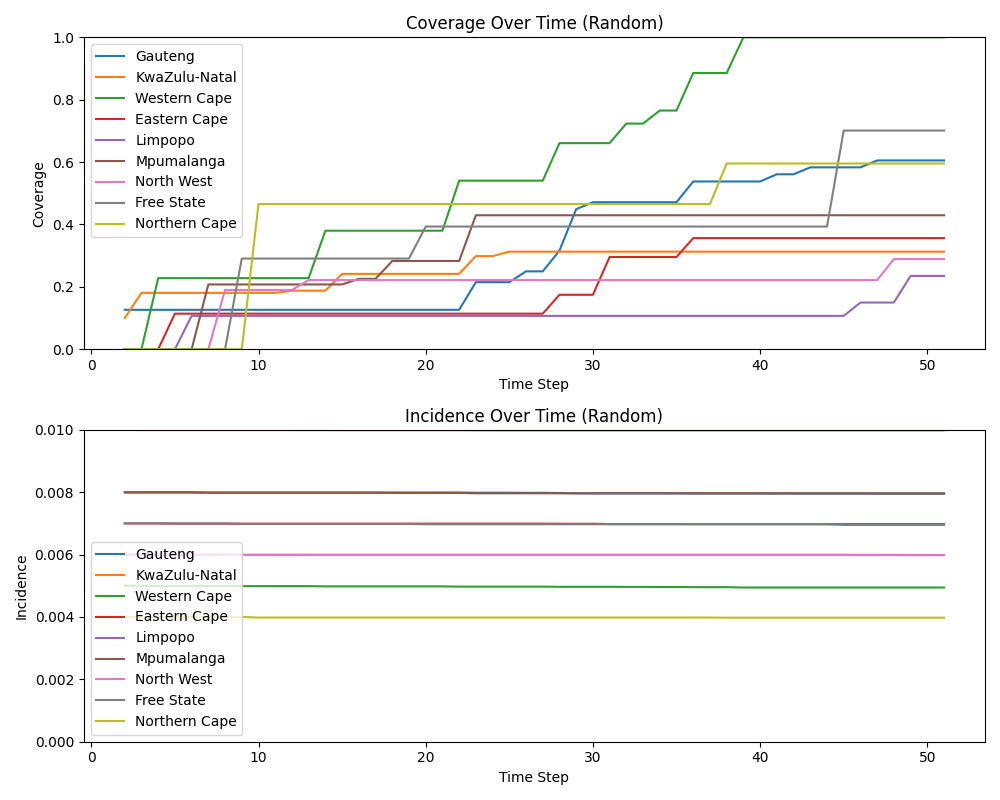 Coverage Over Time (Random)
1.0
0.8
0.6
0.4
0.2
0.0
Coverage
Gauteng
KwaZulu-Natal
Western Cape
Eastern Cape
Limpopo
Mpumalanga
North West
Free State
Northern Cape
0 10 20 30 40 50
Time Step
Incidence Over Time (Random)
0.010
0.008
0.006
0.004
0.002
0.000
Incidence
Gauteng
KwaZulu-Natal
Western Cape
Eastern Cape
Limpopo
Mpumalanga
North West
Free State
Northern Cape
0 10 20 30 40 50
Time Step